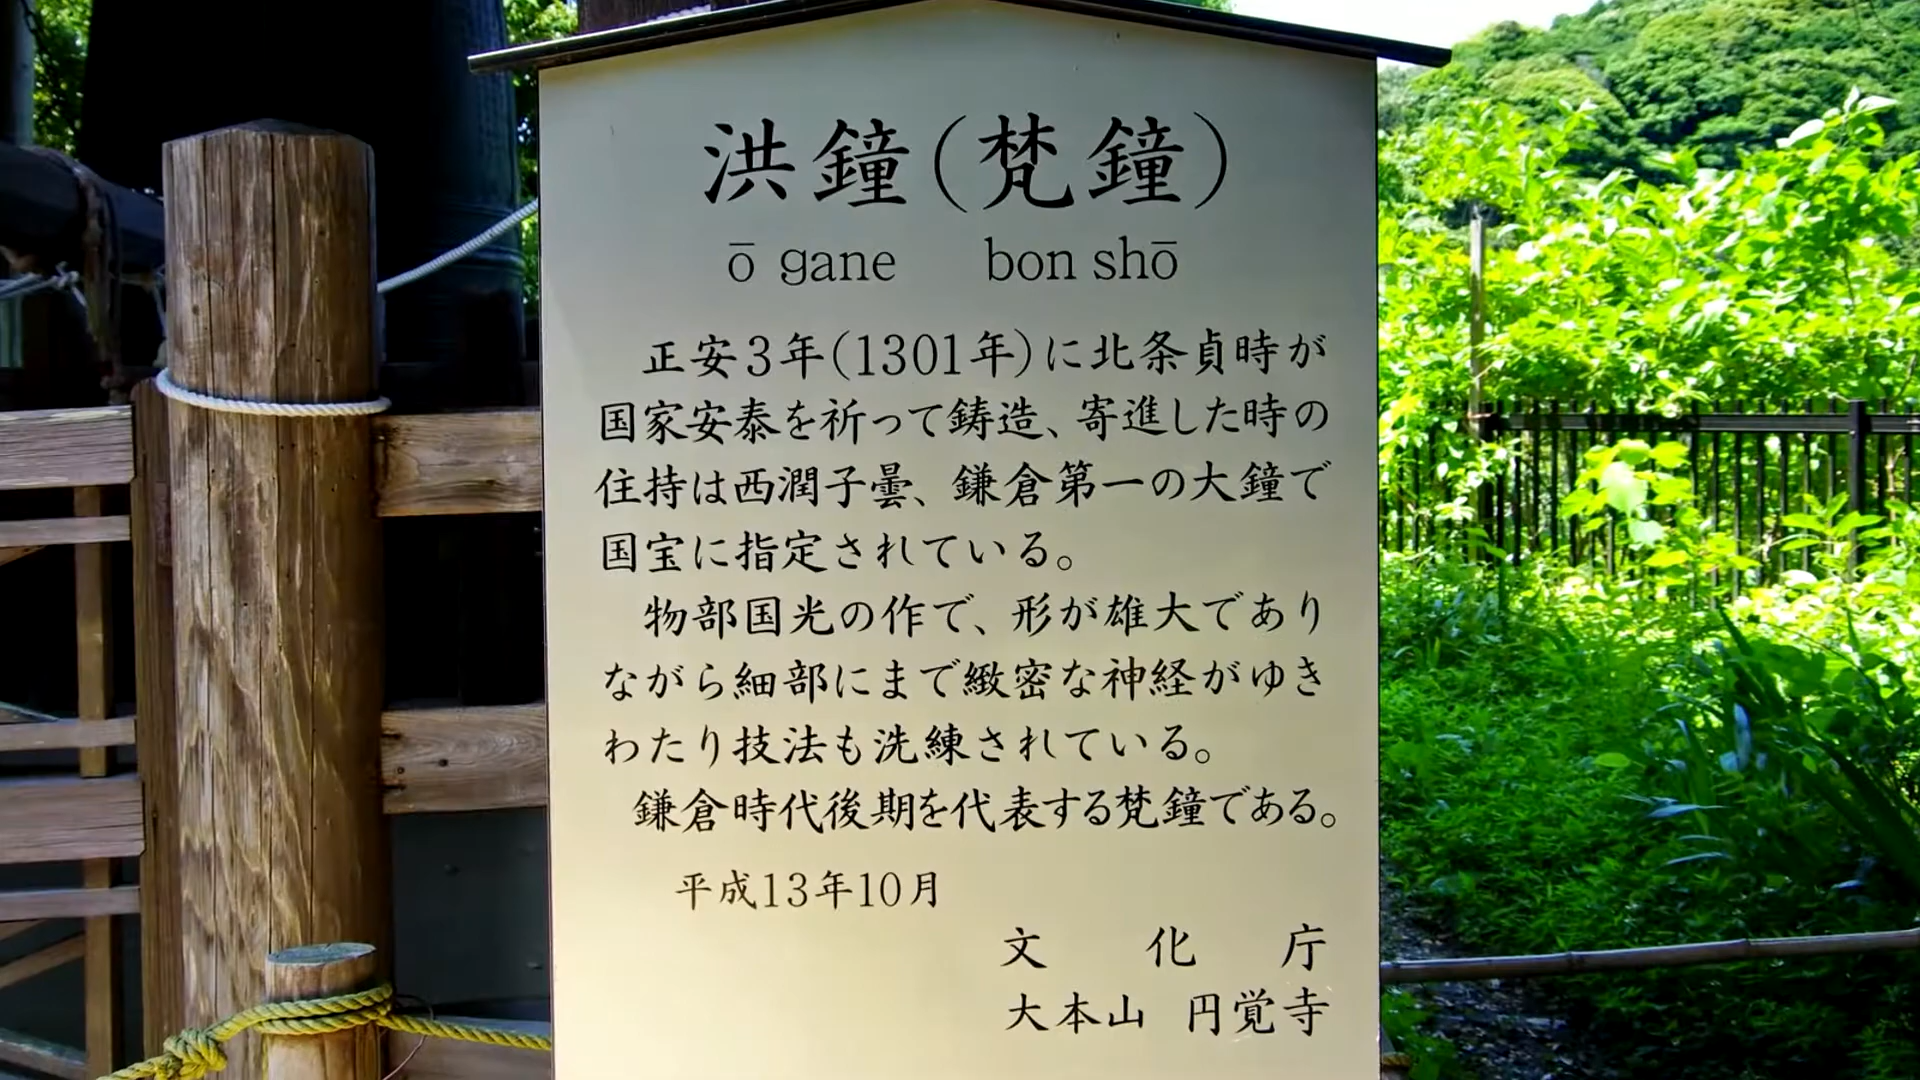 洪鐘(梵鐘)
ō gane bon shō
正安3年(1301年)に北条貞時が
国家安泰を祈って鋳造、寄進した時の
住持は西澗子曇、鎌倉第一の大鐘で
国宝に指定されている。
物部国光の作で、形が雄大であり
ながら細部にまで緻密な神経がゆき
わたり技法も洗練されている。
鎌倉時代後期を代表する梵鐘である。
平成13年10月
文化庁
大本山 円覚寺